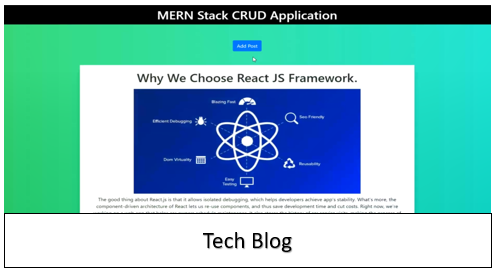 MERN Stack CRUD Application
Add Post
Why We Choose React JS Framework.
Blazing Fast
Efficient Debugging
Seo Friendly
Dom Virtuality
Reusability
Easy
Testing
The good thing about React.js is that it allows isolated debugging, which helps developers achieve app's stability. What's more, the
component-driven architecture of React lets us re-use components, and thus save development time and cut costs. Right now, we're
Tech Blog